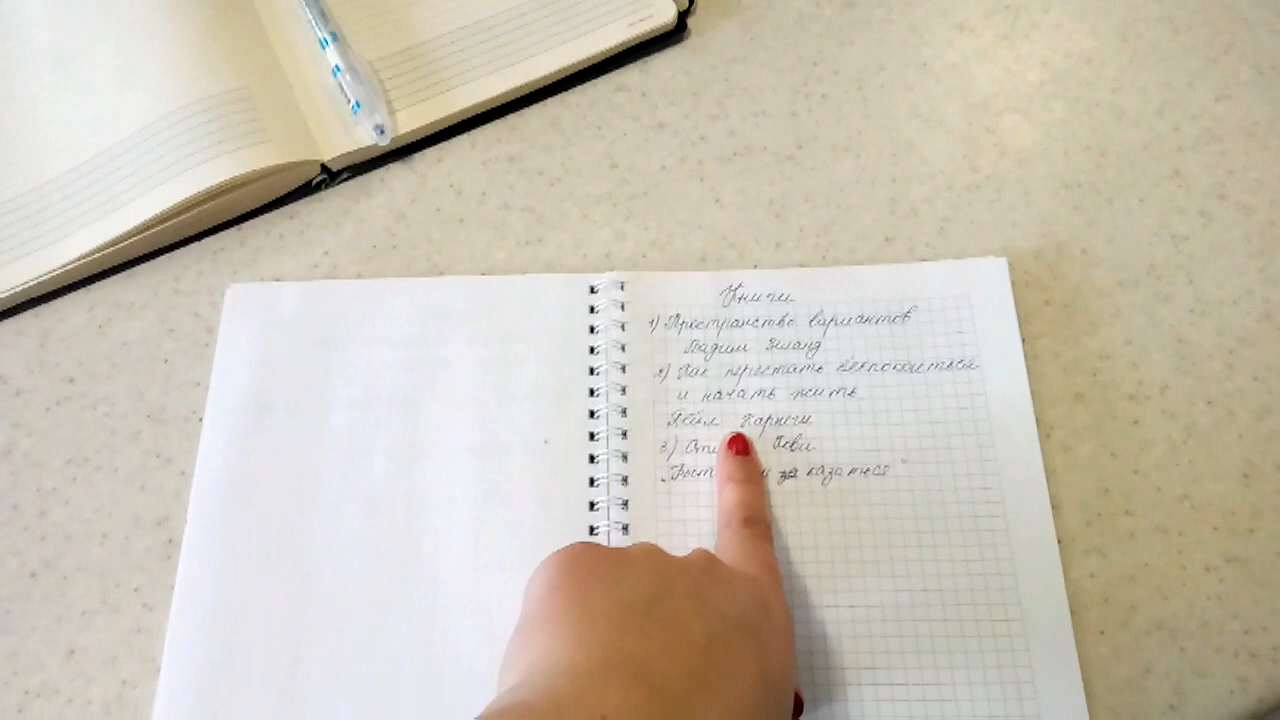 Книги
1) Пространство вариантов
Вадим Зеланд
2) Как перестать беспокоиться
и начать жить
Дейл Карнеги
3) Леви
казаться"